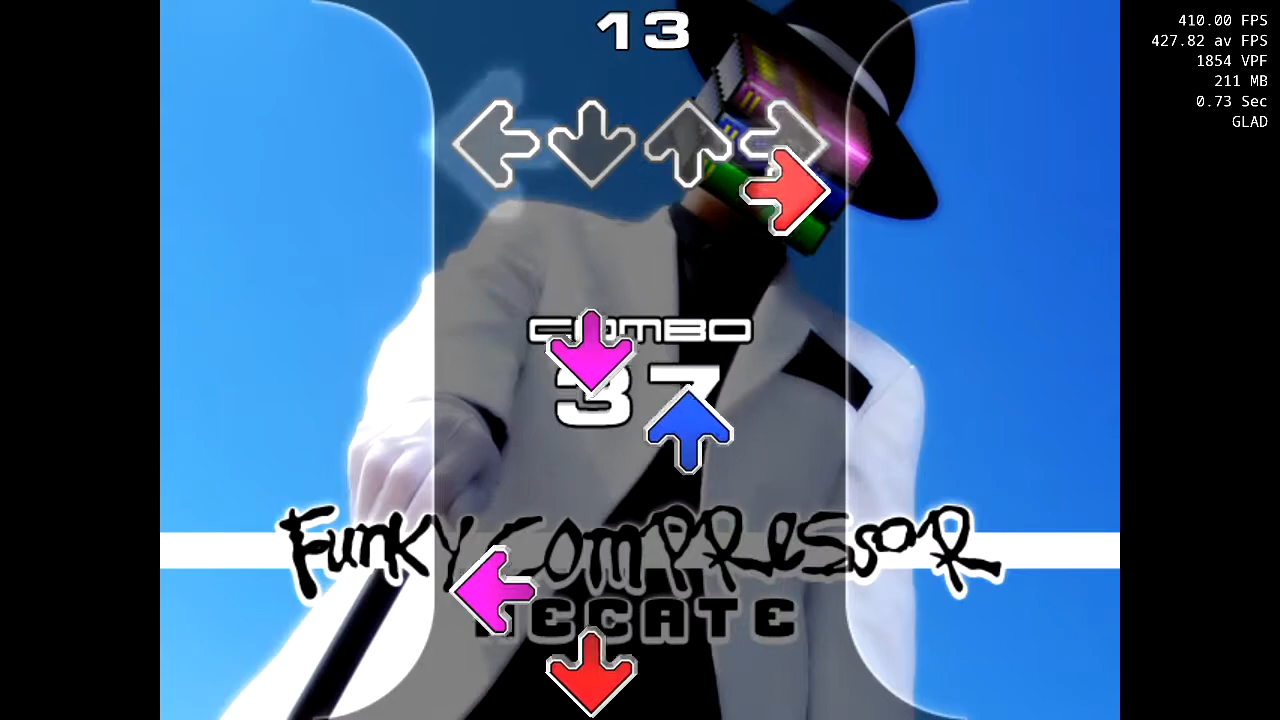 13
410.00 FPS
427.82 av FPS
1854 VPF
211 MB
0.73 Sec
GLAD
COMBO
37
Funky Compressor
HECATE